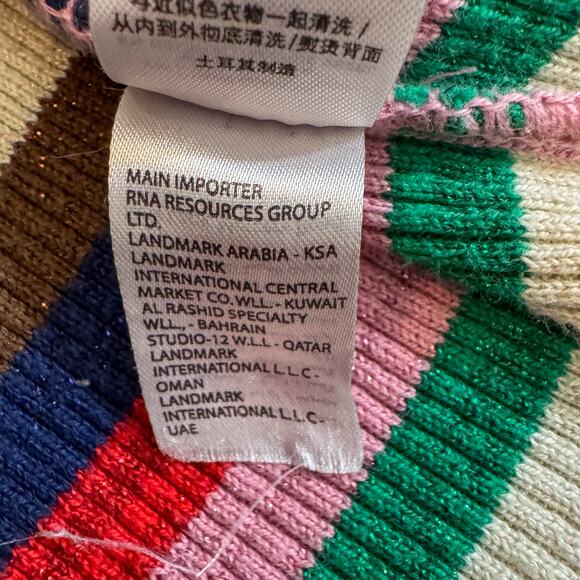 与近似色衣物一起清洗/
从内到外彻底清洗/熨烫背面
土耳其制造
MAIN IMPORTER
RNA RESOURCES GROUP
LTD.
LANDMARK ARABIA - KSA
LANDMARK
INTERNATIONAL CENTRAL
MARKET CO. WLL. - KUWAIT
AL RASHID SPECIALTY
WLL., - BAHRAIN
STUDIO-12 W.L.L - QATAR
LANDMARK
INTERNATIONAL L.L.C -
OMAN
LANDMARK
INTERNATIONAL L.L.C-
UAE